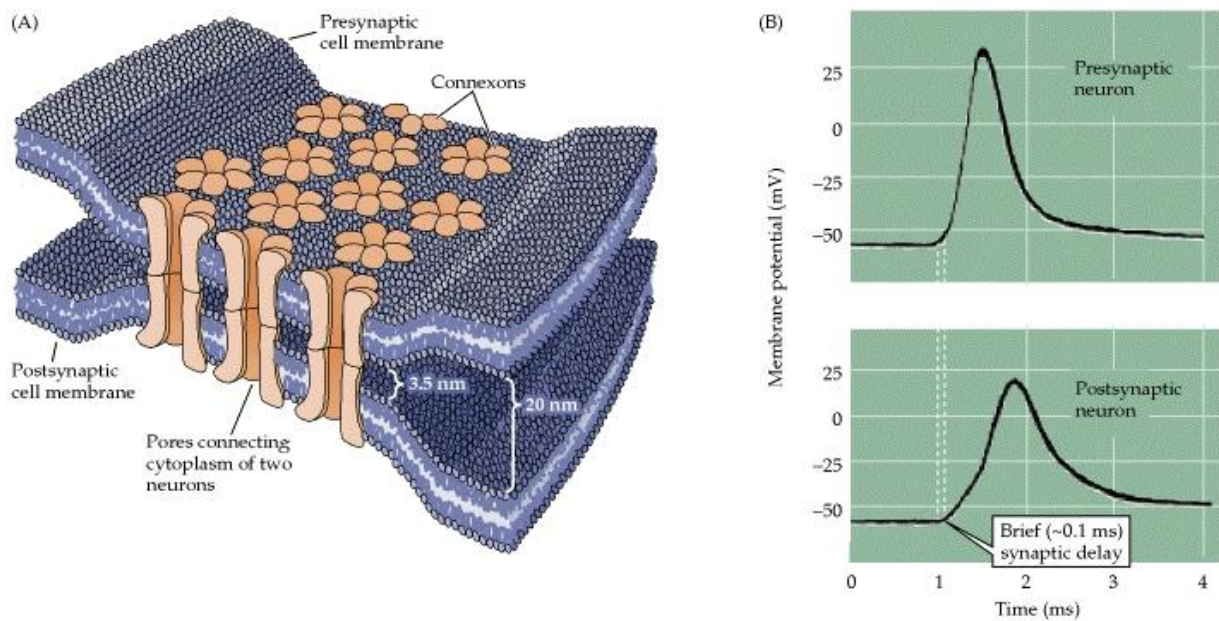 (A)
Presynaptic
cell membrane
Connexons
Postsynaptic
cell membrane
Pores connecting
cytoplasm of two
neurons
3.5 nm
20 nm
(B)
Membrane potential (mV)
25
0
−25
−50
Presynaptic
neuron
25
0
−25
−50
Postsynaptic
neuron
Brief (~0.1 ms)
synaptic delay
0 1 2 3 4
Time (ms)